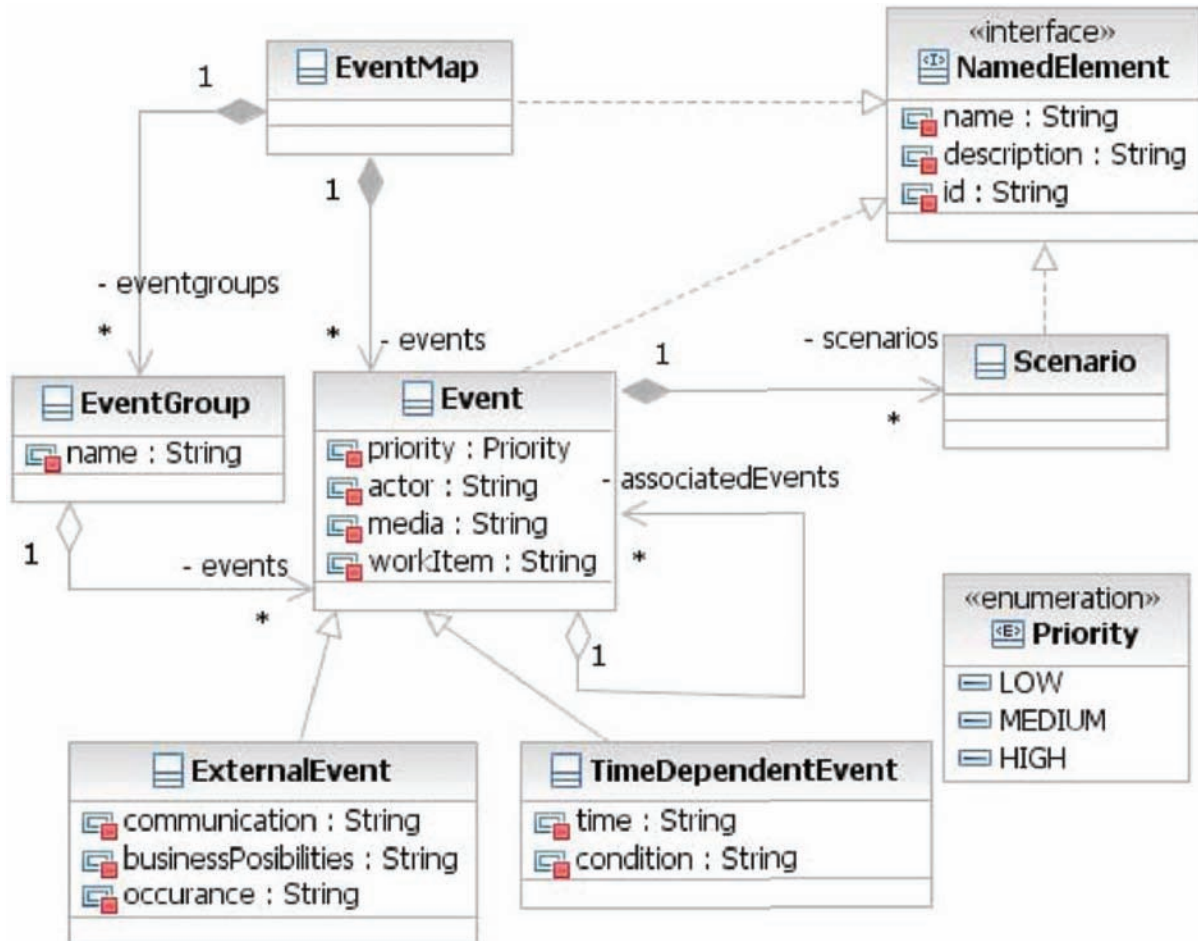 EventMap
1
1
- eventgroups
*
*
- events
«interface»
NamedElement
name : String
description : String
id : String
EventGroup
name : String
1
- events
*
Event
priority : Priority
actor : String
media : String
workItem : String
1
- scenarios
*
Scenario
- associatedEvents
*
1
«enumeration»
Priority
LOW
MEDIUM
HIGH
ExternalEvent
communication : String
businessPosibilities : String
occurance : String
TimeDependentEvent
time : String
condition : String